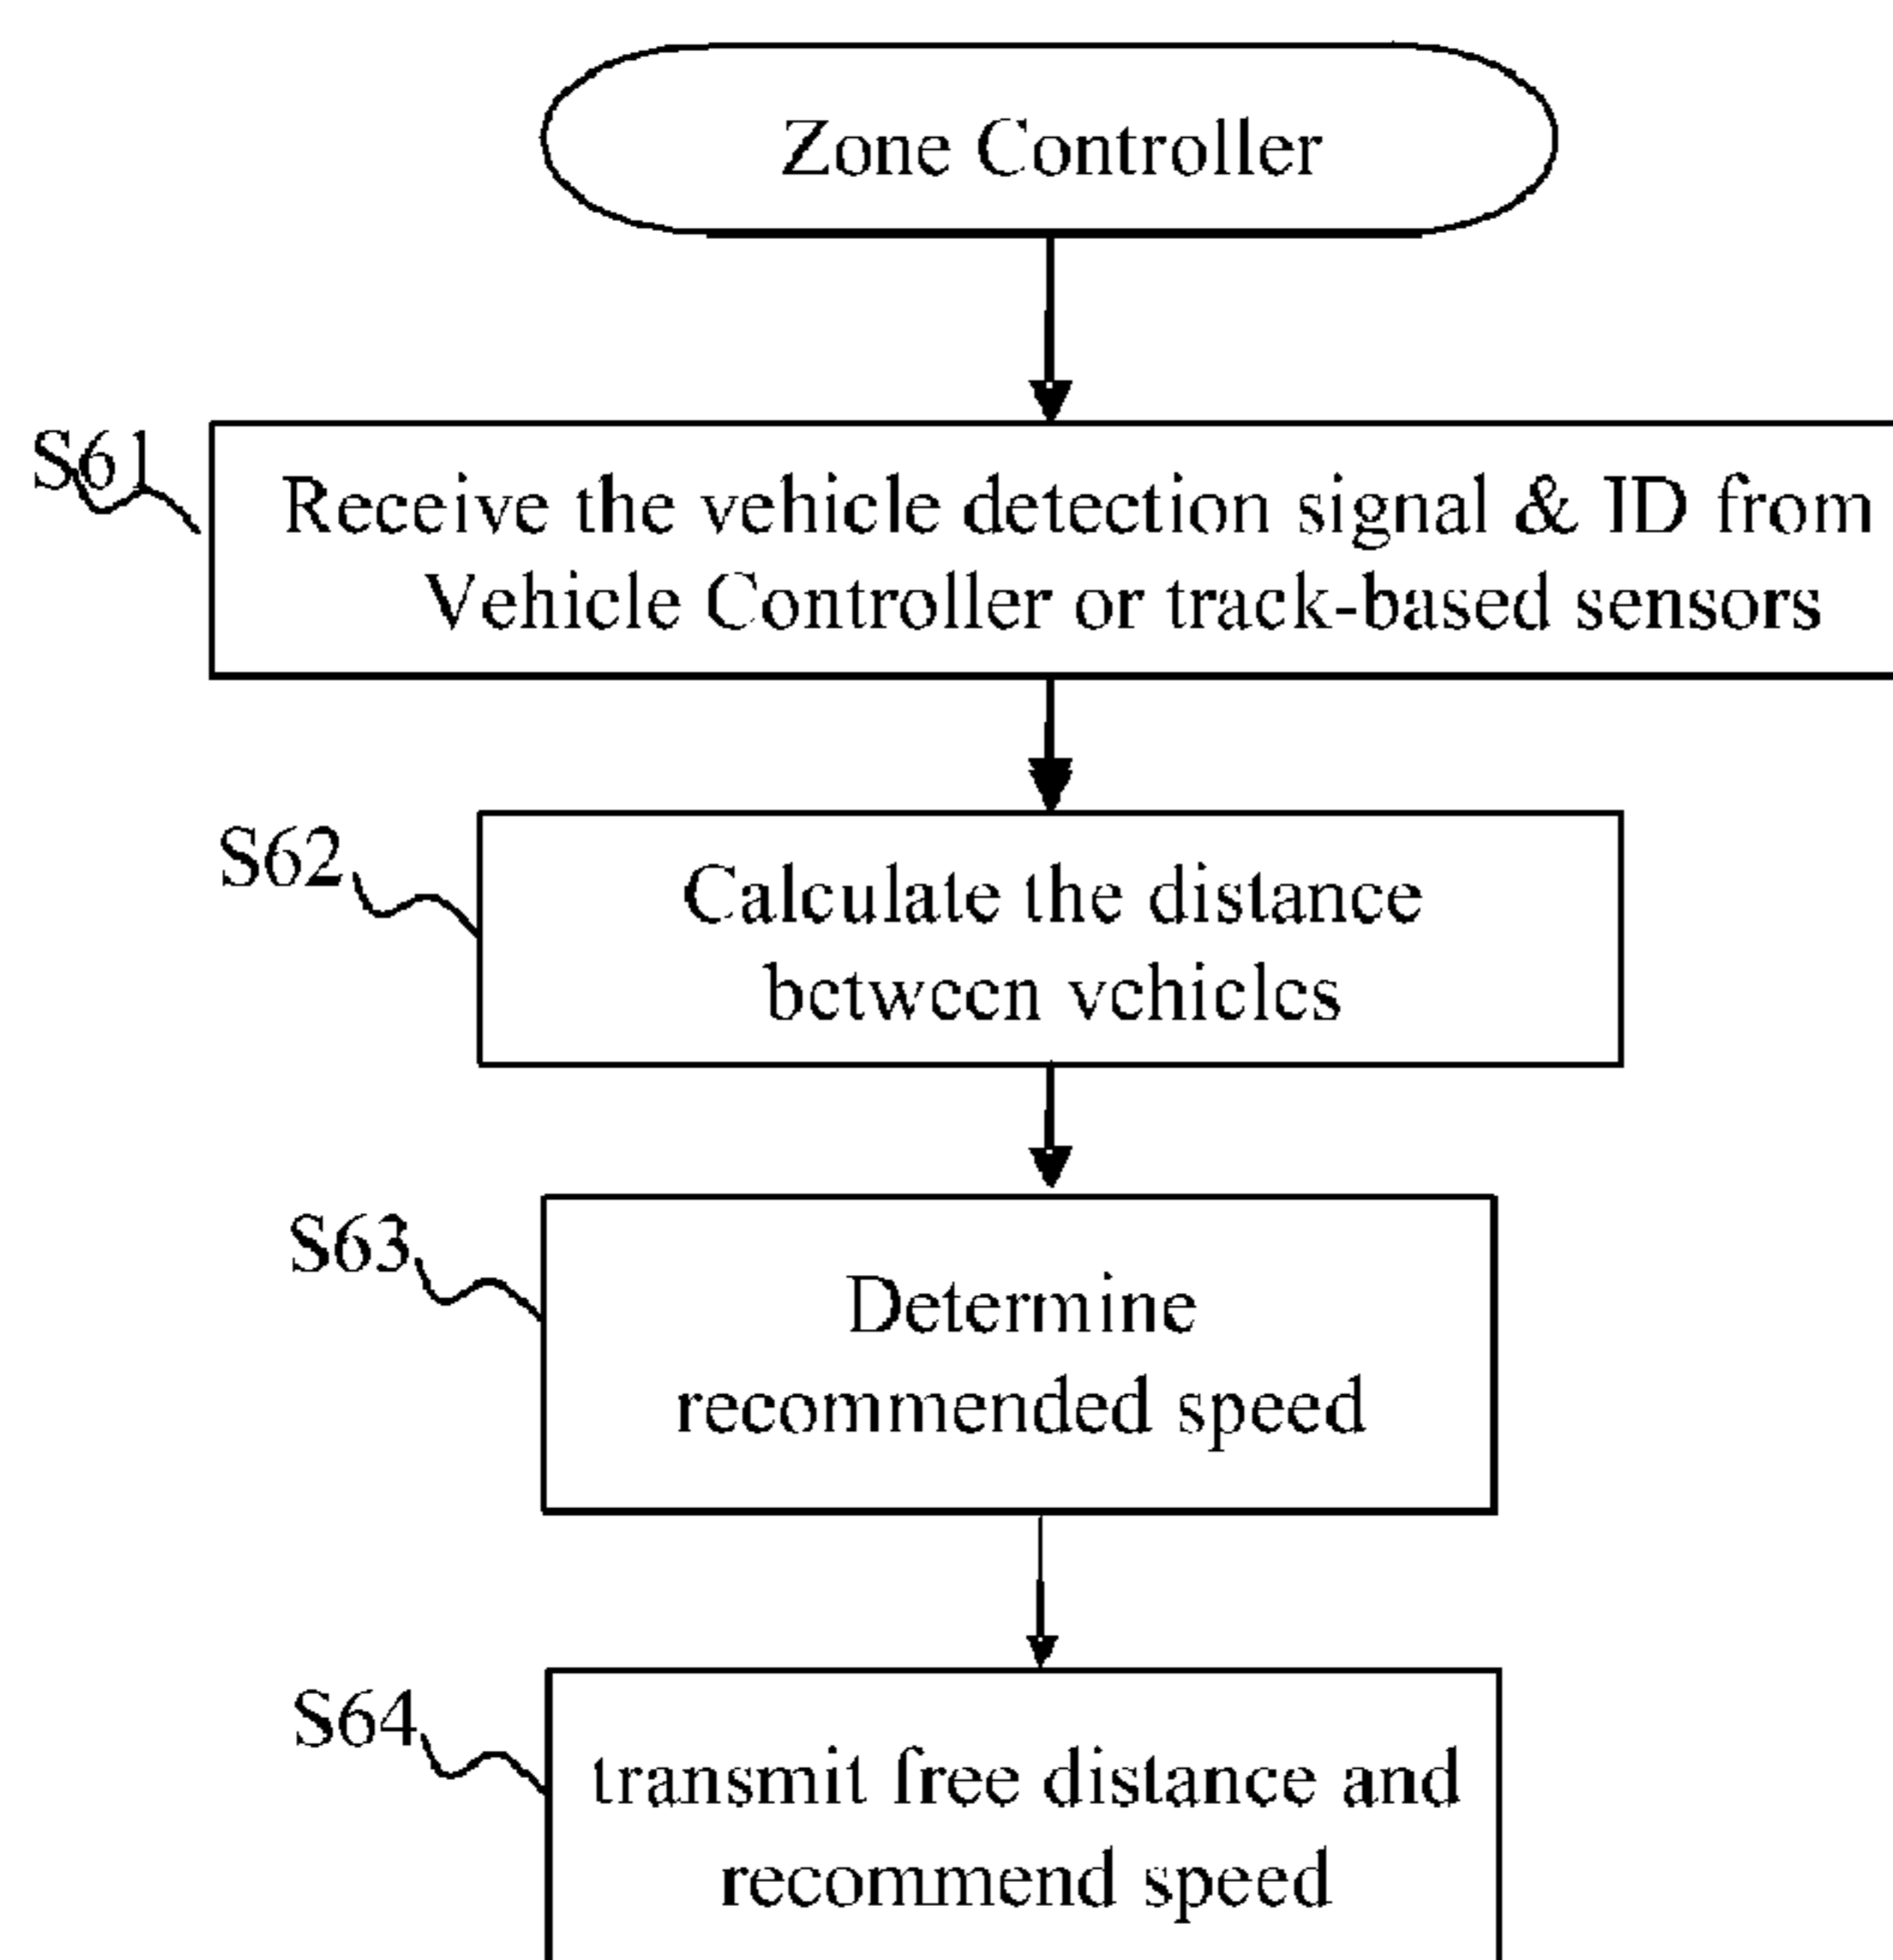 Zone Controller
S61
Receive the vehicle detection signal & ID from
Vehicle Controller or track-based sensors
S62
Calculate the distance
between vehicles
S63
Determine
recommended speed
S64
transmit free distance and
recommend speed